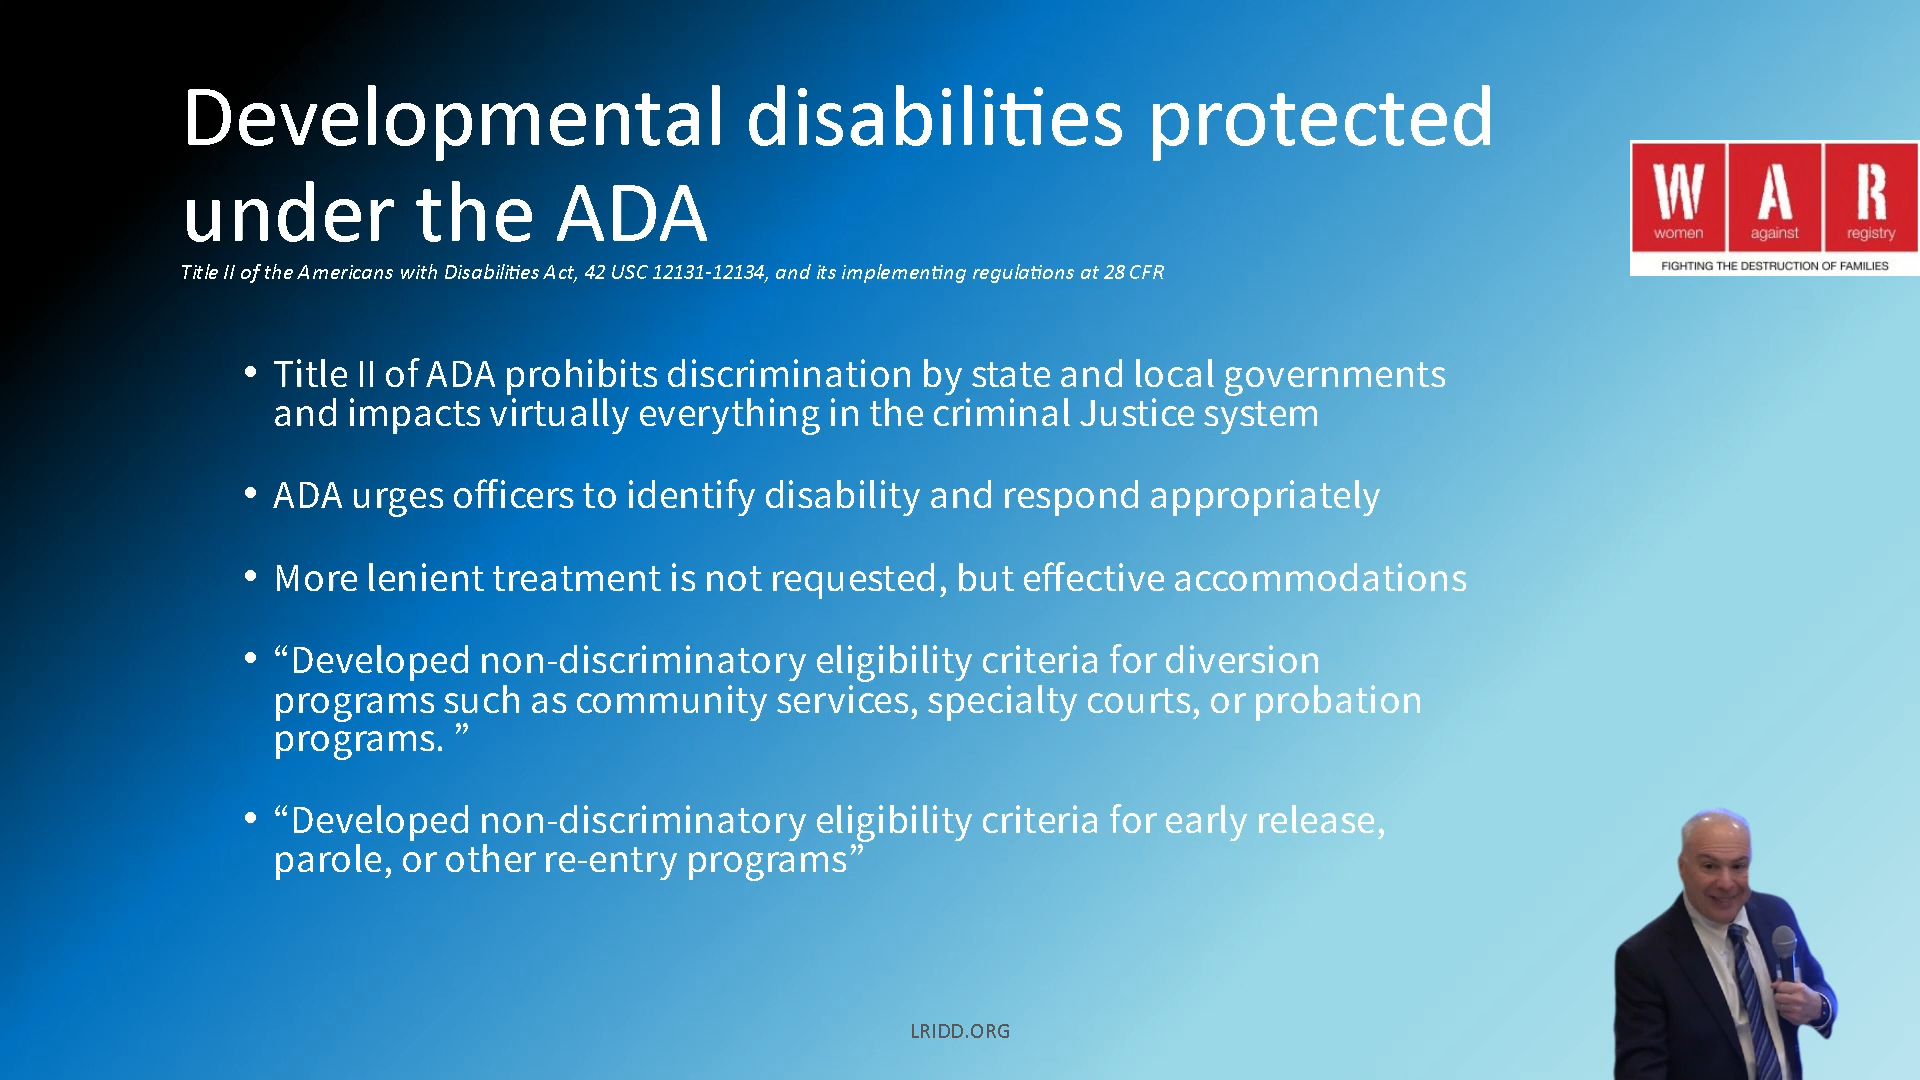 Developmental disabilities protected
under the ADA
Title II of the Americans with Disabilities Act, 42 USC 12131-12134, and its implementing regulations at 28 CFR
W A R
women against registry
FIGHTING THE DESTRUCTION OF FAMILIES
• Title II of ADA prohibits discrimination by state and local governments
and impacts virtually everything in the criminal Justice system
• ADA urges officers to identify disability and respond appropriately
• More lenient treatment is not requested, but effective accommodations
• “Developed non-discriminatory eligibility criteria for diversion
programs such as community services, specialty courts, or probation
programs. ”
• “Developed non-discriminatory eligibility criteria for early release,
parole, or other re-entry programs”
LRIDD.ORG